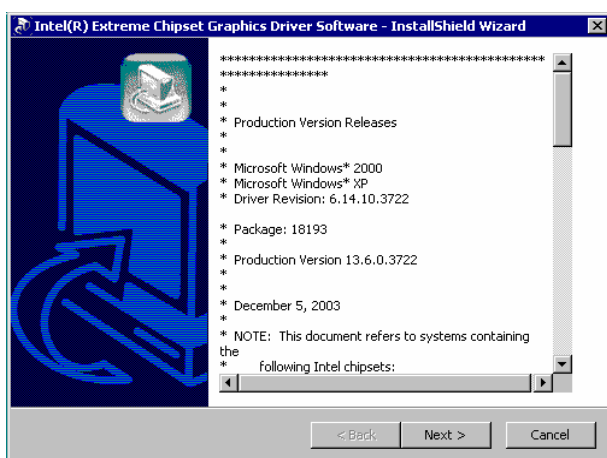 Intel(R) Extreme Chipset Graphics Driver Software - InstallShield Wizard
*********************************************
***************
*
*
* Production Version Releases
*
*
* Microsoft Windows* 2000
* Microsoft Windows* XP
* Driver Revision: 6.14.10.3722

* Package: 18193
*
* Production Version 13.6.0.3722
*
*
* December 5, 2003
*
* NOTE: This document refers to systems containing
the
* following Intel chipsets:
< Back
Next >
Cancel